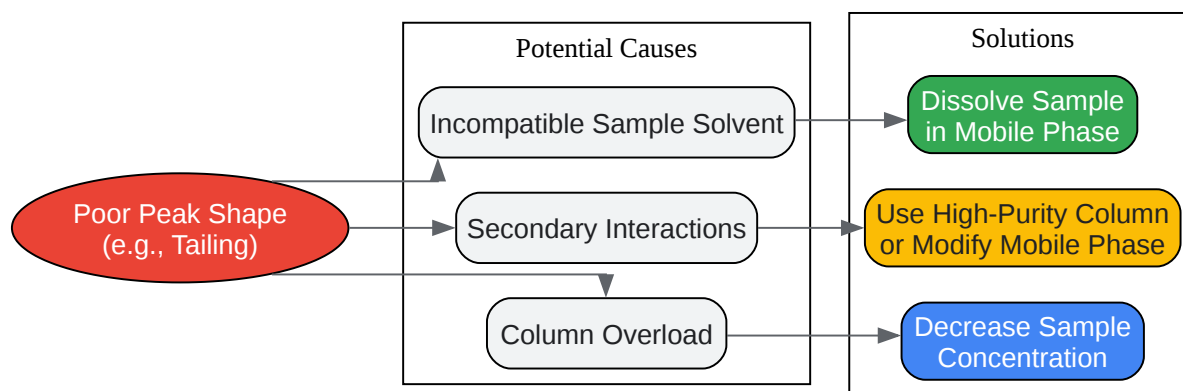 Potential Causes
Solutions
Incompatible Sample Solvent
Dissolve Sample
in Mobile Phase
Poor Peak Shape
(e.g., Tailing)
Secondary Interactions
Use High-Purity Column
or Modify Mobile Phase
Column Overload
Decrease Sample
Concentration